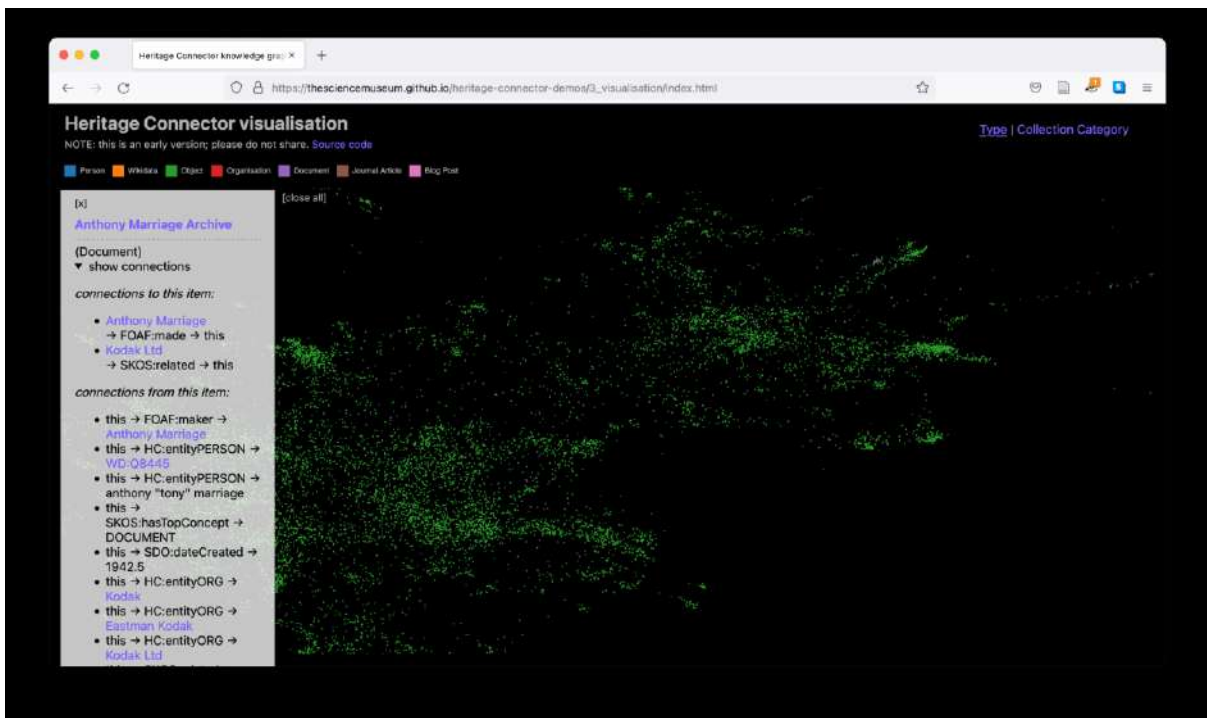 Heritage Connector knowledge grap ×
+
https://thesciencemuseum.github.io/heritage-connector-demos/3_visualisation/index.html
Heritage Connector visualisation
Type | Collection Category
NOTE: this is an early version; please do not share. Source code
Person Wikidata Object Organisation Document Journal Article Blog Post
[x]
[close all]
Anthony Marriage Archive
(Document)
▼ show connections
connections to this item:
• Anthony Marriage
→ FOAF:made → this
• Kodak Ltd
→ SKOS:related → this
connections from this item:
• this → FOAF:maker →
Anthony Marriage
• this → HC:entityPERSON →
WD:Q8445
• this → HC:entityPERSON →
anthony "tony" marriage
• this →
SKOS:hasTopConcept →
DOCUMENT
• this → SDO:dateCreated →
1942.5
• this → HC:entityORG →
Kodak
• this → HC:entityORG →
Eastman Kodak
• this → HC:entityORG →
Kodak Ltd